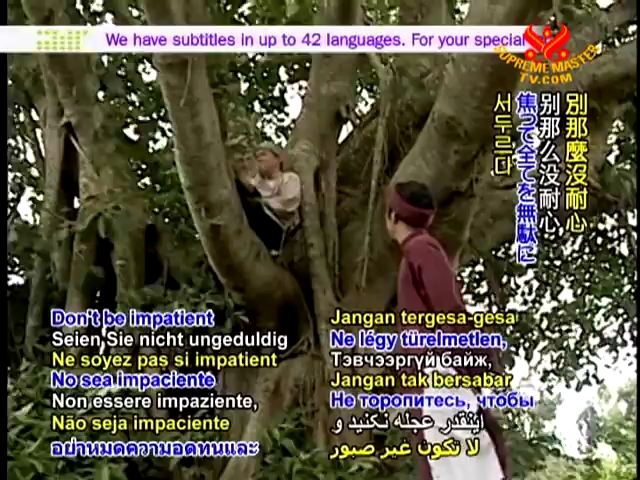 We have subtitles in up to 42 languages. For your special
SUPREME MASTER
TV.COM
別那麼沒耐心
别那么没耐心
焦って全てを無駄に
서두르다
Don't be impatient
Seien Sie nicht ungeduldig
Ne soyez pas si impatient
No sea impaciente
Non essere impaziente,
Não seja impaciente
อย่าหมดความอดทนและ
Jangan tergesa-gesa
Ne légy türelmetlen,
Тэвчээргүй байж,
Jangan tak bersabar
Не торопитесь, чтобы
اینقدر عجله نکنید و
لا تكون غير صبور